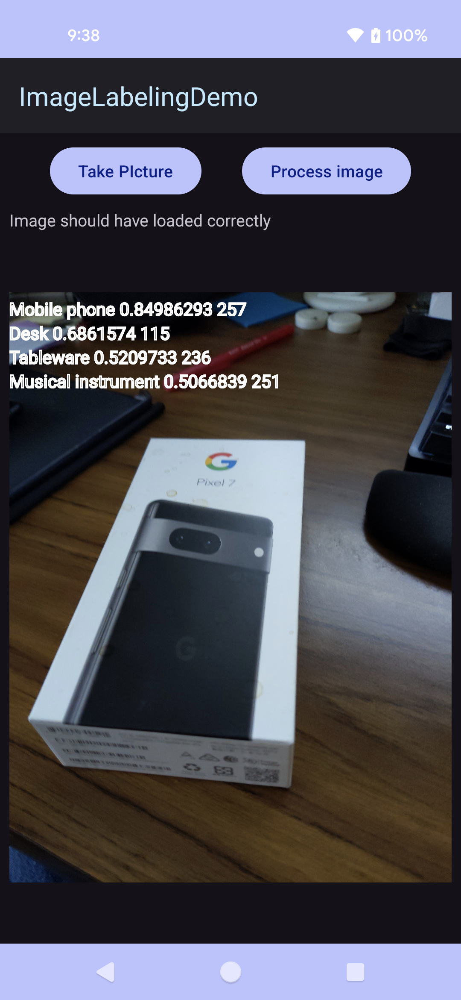 9:38
100%
ImageLabelingDemo
Take PIcture
Process image
Image should have loaded correctly
Mobile phone 0.84986293 257
Desk 0.6861574 115
Tableware 0.5209733 236
Musical instrument 0.5066839 251
G
Pixel 7
G